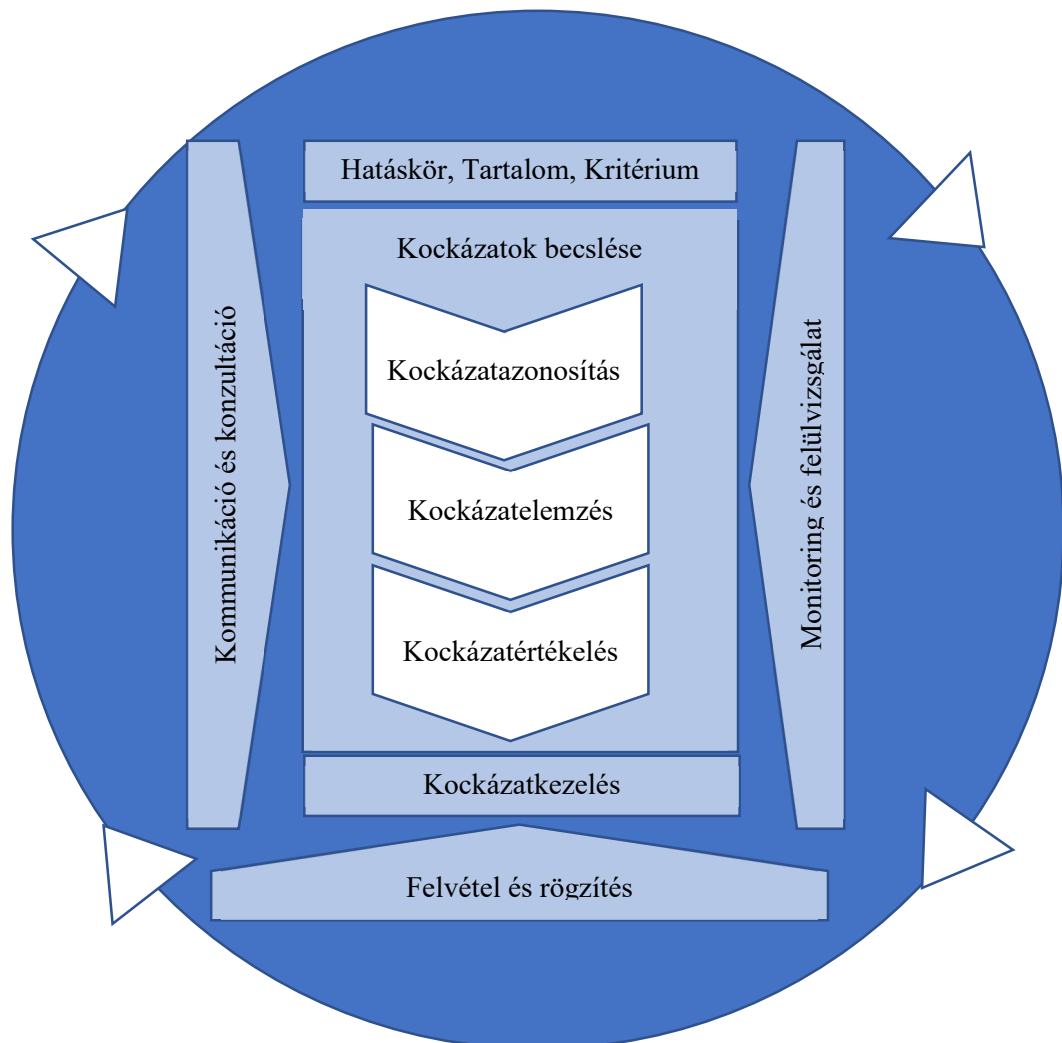 Hatáskör, Tartalom, Kritérium
Kockázatok becslése
Kommunikáció és konzultáció
Kockázatazonosítás
Kockázatelemzés
Kockázatértékelés
Monitoring és felülvizsgálat
Kockázatkezelés
Felvétel és rögzítés